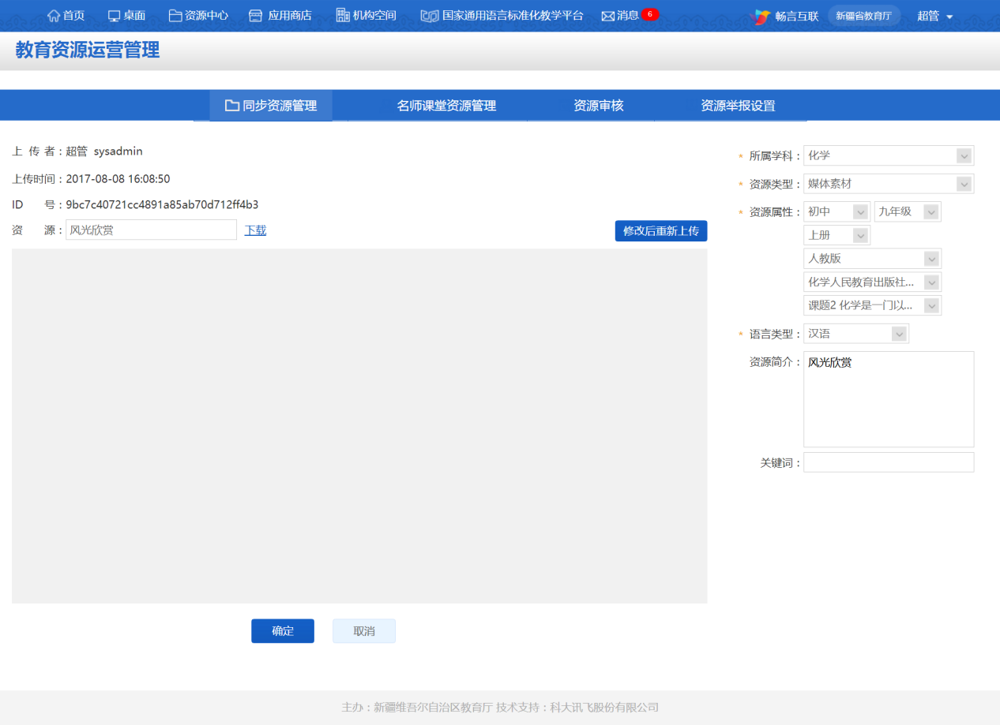 首页 桌面 资源中心 应用商店 机构空间 国家通用语言标准化教学平台 消息 6 畅言互联 新疆省教育厅 超管
教育资源运营管理
同步资源管理 名师课堂资源管理 资源审核 资源举报设置
上 传 者：超管 sysadmin
上传时间：2017-08-08 16:08:50
ID 号：9bc7c40721cc4891a85ab70d712ff4b3
资 源：风光欣赏 下载 修改后重新上传
* 所属学科：化学
* 资源类型：媒体素材
* 资源属性：初中 九年级
上册
人教版
化学人民教育出版社...
课题2 化学是一门以...
* 语言类型：汉语
资源简介：风光欣赏
关键词：
确定 取消
主办：新疆维吾尔自治区教育厅 技术支持：科大讯飞股份有限公司